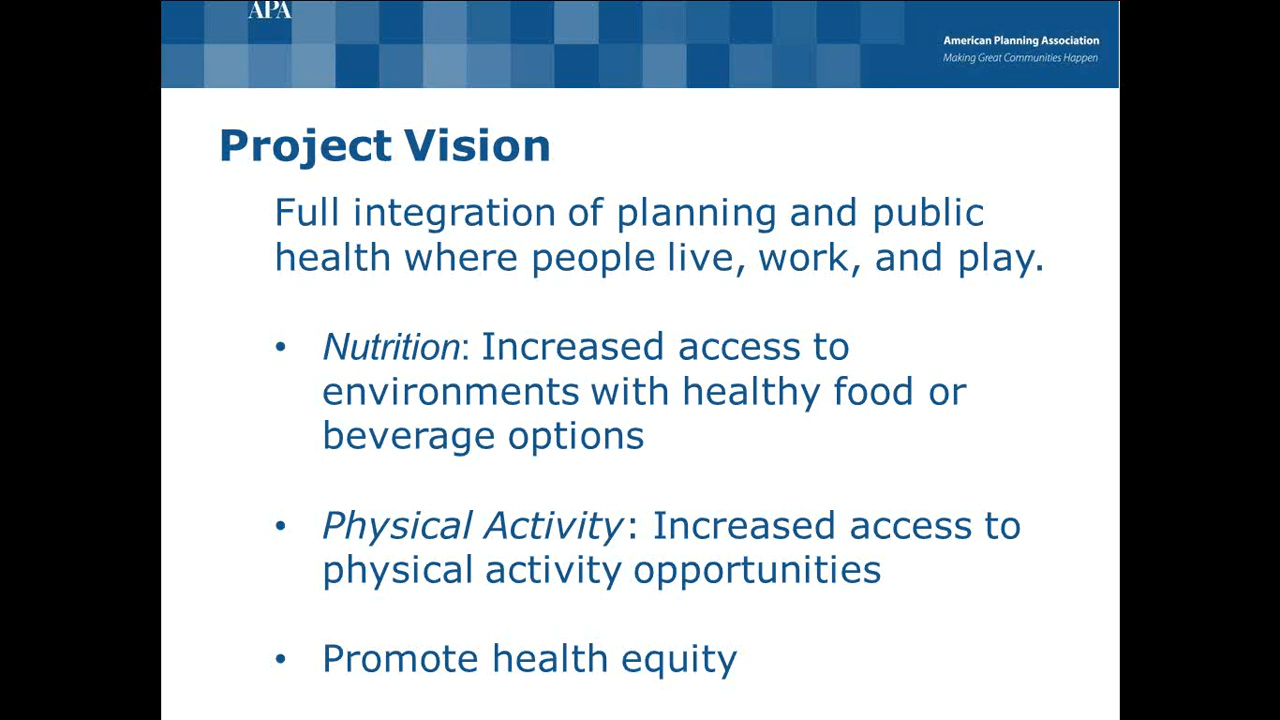 APA
American Planning Association
Making Great Communities Happen
Project Vision
Full integration of planning and public
health where people live, work, and play.
• Nutrition: Increased access to
environments with healthy food or
beverage options
• Physical Activity: Increased access to
physical activity opportunities
• Promote health equity